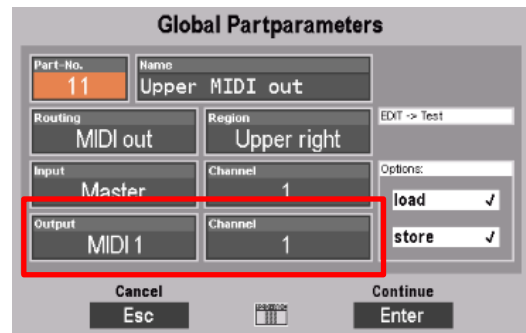 Global Partparameters
Part-No. Name
11 Upper MIDI out
Routing Region
MIDI out Upper right
EDIT -> Test
Input Channel
Master 1
Options:
load ✓
Output Channel
MIDI 1 1
store ✓
Cancel Continue
Esc Enter